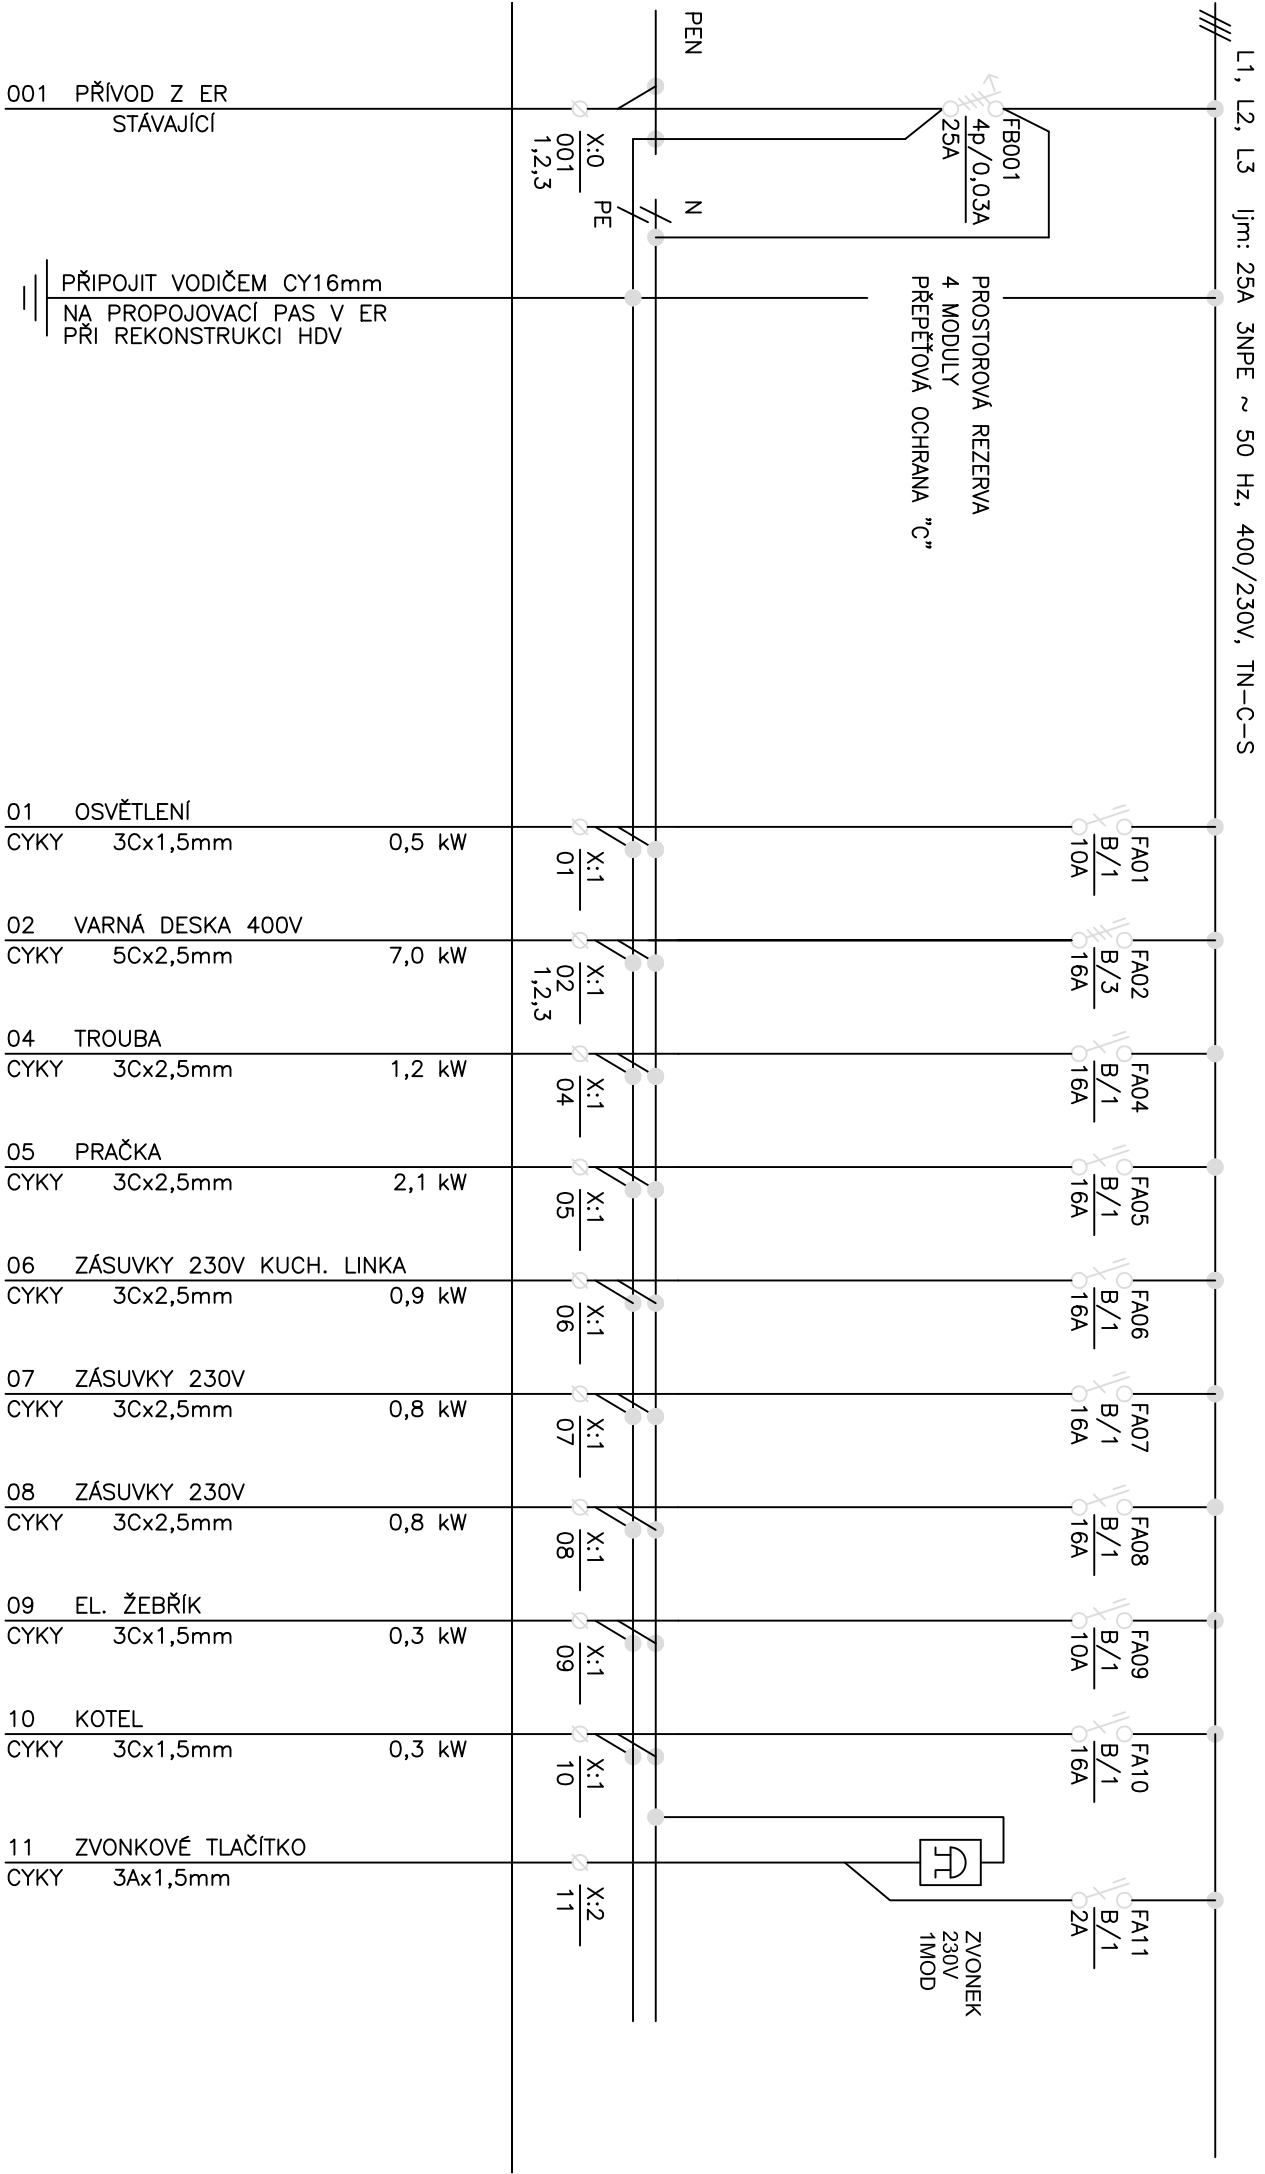 L1, L2, L3   Ijm: 25A 3NPE ~ 50 Hz, 400/230V, TN–C–S
PEN
001 PŘÍVOD Z ER
STÁVAJÍCÍ
X:0
001
1,2,3
FB001
4p/0,03A
25A
N
PE
PŘIPOJIT VODIČEM CY16mm
NA PROPOJOVACÍ PAS V ER
PŘI REKONSTRUKCI HDV
PROSTOROVÁ REZERVA
4 MODULY
PŘEPĚŤOVÁ OCHRANA "C"
01 OSVĚTLENÍ
CYKY 3Cx1,5mm 0,5 kW
X:1
01
FA01
B/1
10A
02 VARNÁ DESKA 400V
CYKY 5Cx2,5mm 7,0 kW
X:1
02
1,2,3
FA02
B/3
16A
04 TROUBA
CYKY 3Cx2,5mm 1,2 kW
X:1
04
FA04
B/1
16A
05 PRAČKA
CYKY 3Cx2,5mm 2,1 kW
X:1
05
FA05
B/1
16A
06 ZÁSUVKY 230V KUCH. LINKA
CYKY 3Cx2,5mm 0,9 kW
X:1
06
FA06
B/1
16A
07 ZÁSUVKY 230V
CYKY 3Cx2,5mm 0,8 kW
X:1
07
FA07
B/1
16A
08 ZÁSUVKY 230V
CYKY 3Cx2,5mm 0,8 kW
X:1
08
FA08
B/1
16A
09 EL. ŽEBŘÍK
CYKY 3Cx1,5mm 0,3 kW
X:1
09
FA09
B/1
10A
10 KOTEL
CYKY 3Cx1,5mm 0,3 kW
X:1
10
FA10
B/1
16A
11 ZVONKOVÉ TLAČÍTKO
CYKY 3Ax1,5mm
X:2
11
FA11
B/1
2A
ZVONEK
230V
1MOD